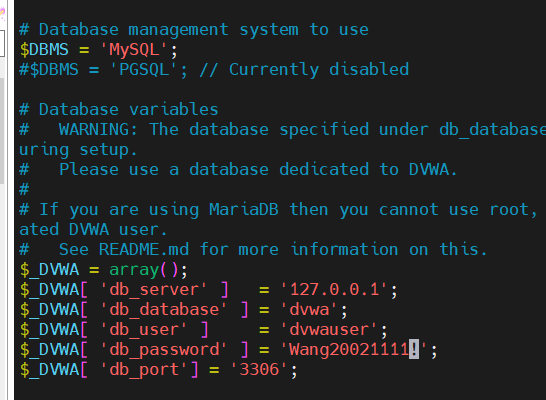 # Database management system to use
$DBMS = 'MySQL';
#$DBMS = 'PGSQL'; // Currently disabled
# Database variables
#   WARNING: The database specified under db_database
uring setup.
#   Please use a database dedicated to DVWA.
#
# If you are using MariaDB then you cannot use root,
ated DVWA user.
#   See README.md for more information on this.
$_DVWA = array();
$_DVWA[ 'db_server' ]   = '127.0.0.1';
$_DVWA[ 'db_database' ] = 'dvwa';
$_DVWA[ 'db_user' ]     = 'dvwauser';
$_DVWA[ 'db_password' ] = 'Wang20021111!';
$_DVWA[ 'db_port'] = '3306';